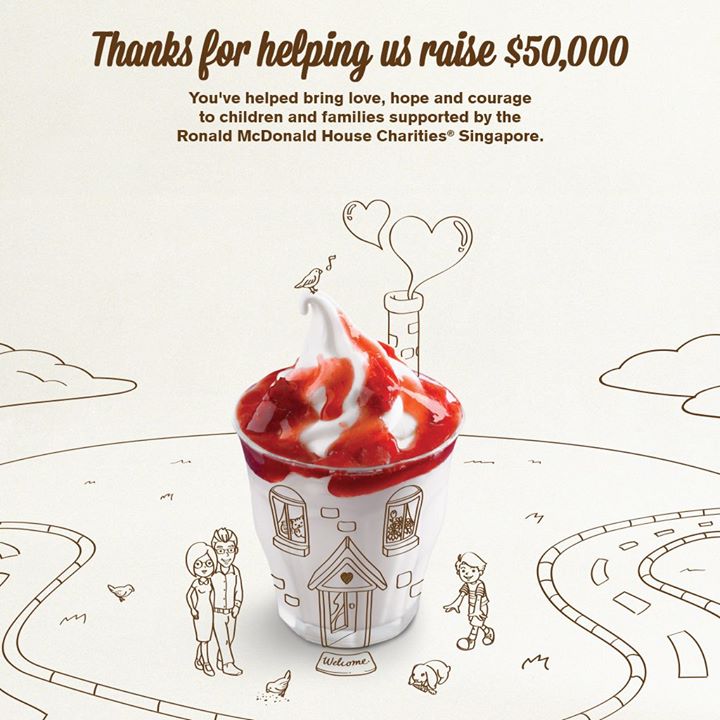 Thanks for helping us raise $50,000
You've helped bring love, hope and courage
to children and families supported by the
Ronald McDonald House Charities® Singapore.
Welcome